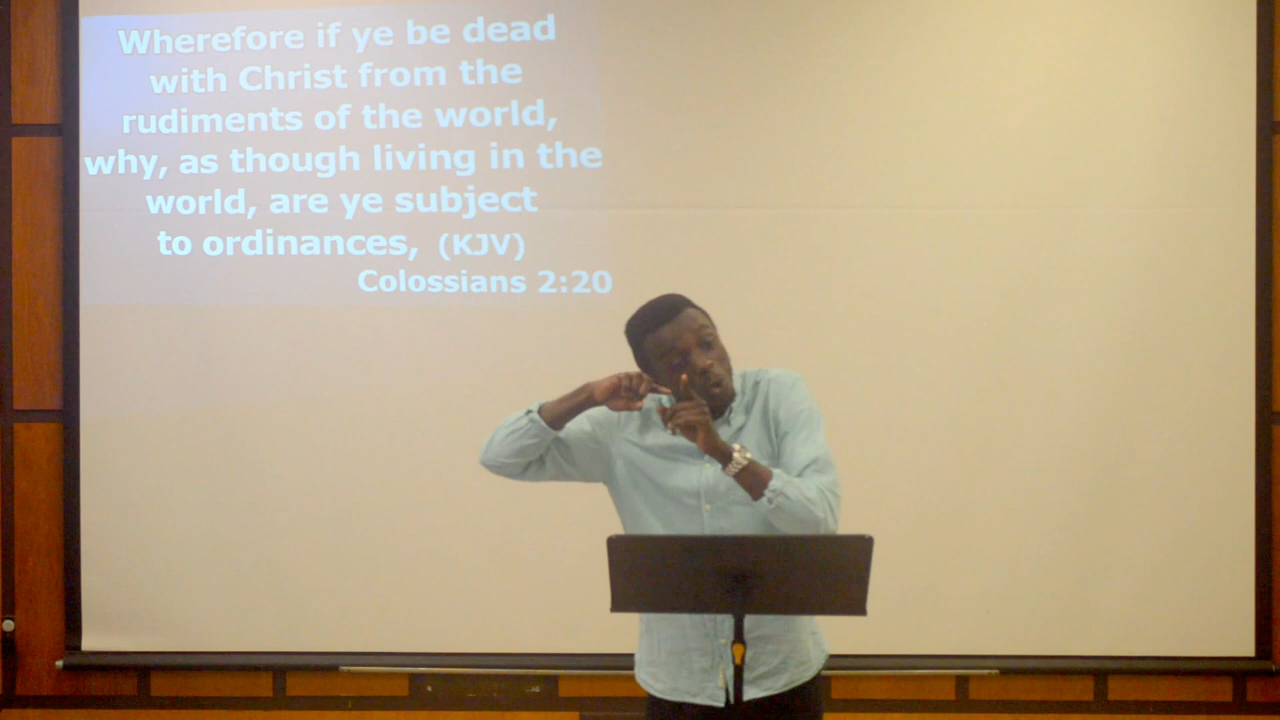 Wherefore if ye be dead
with Christ from the
rudiments of the world,
why, as though living in the
world, are ye subject
to ordinances, (KJV)
Colossians 2:20